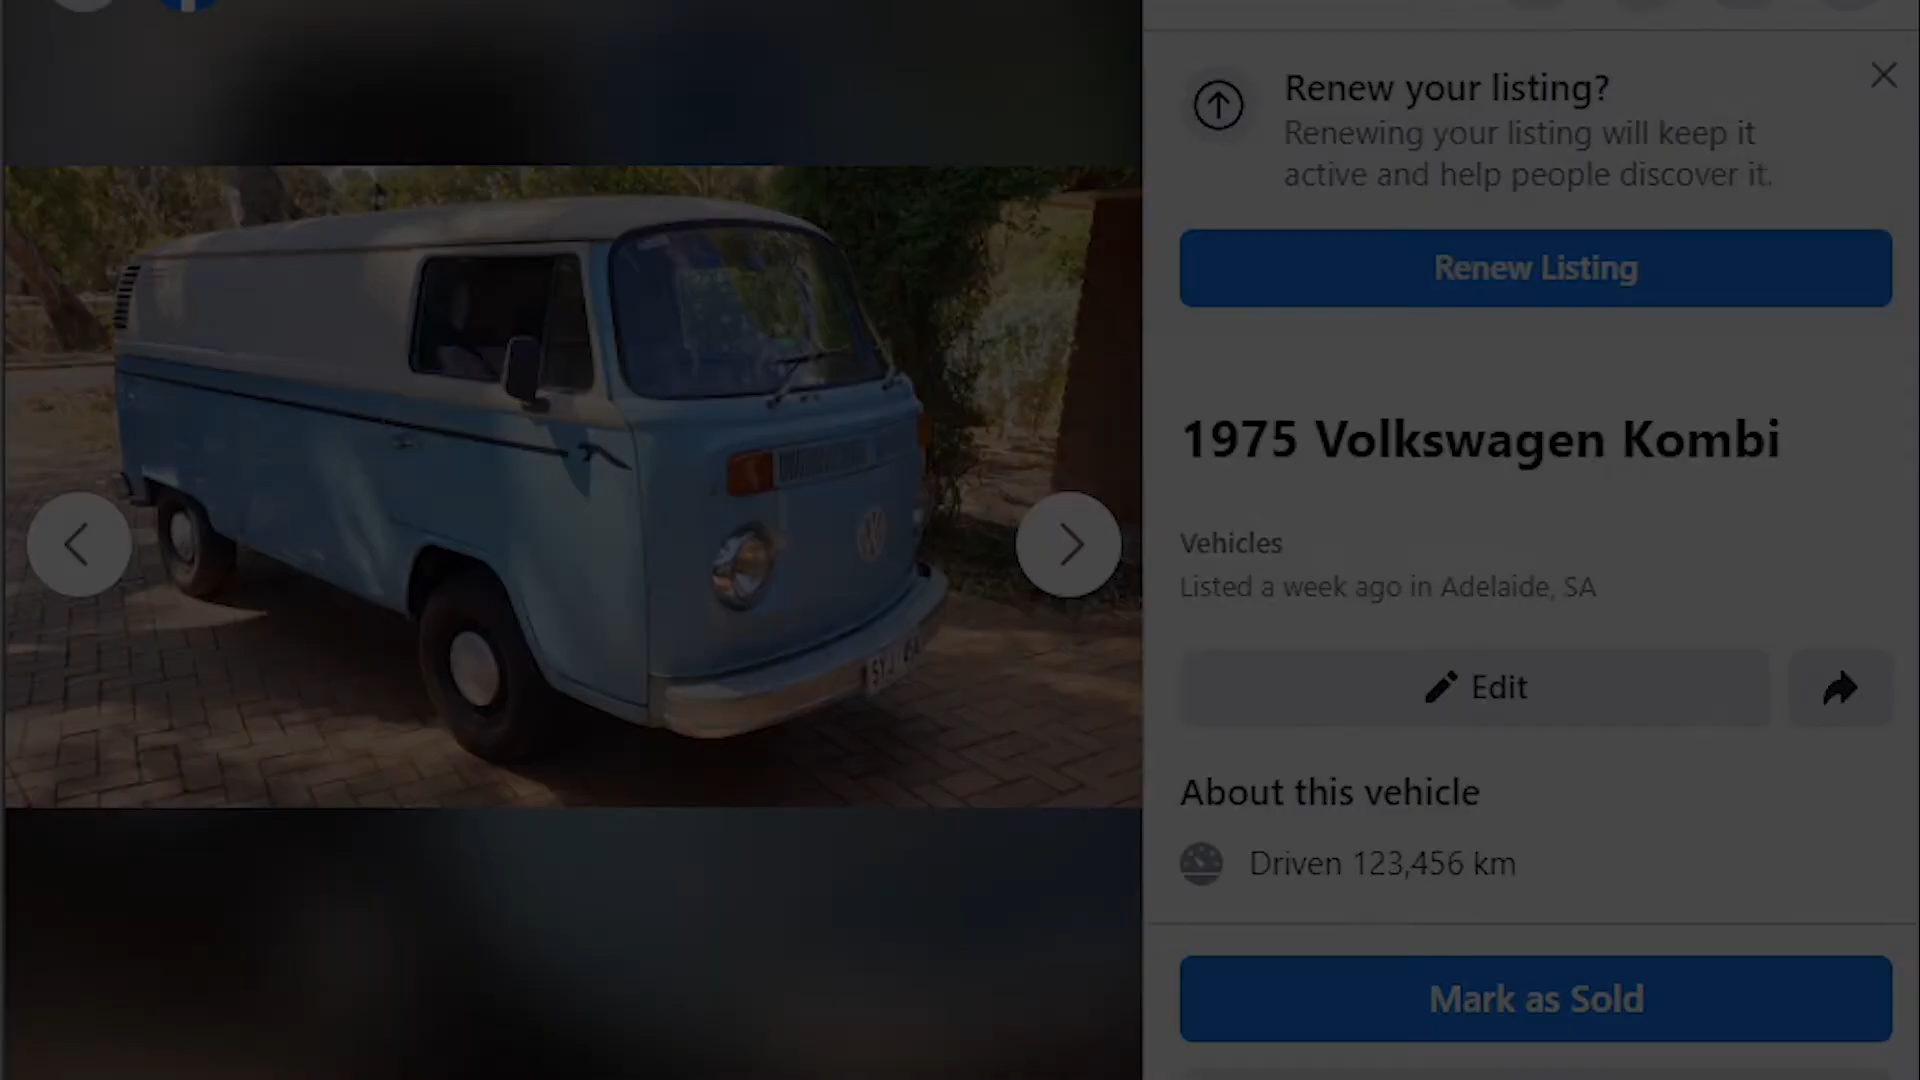 Renew your listing?
Renewing your listing will keep it
active and help people discover it.
Renew Listing
1975 Volkswagen Kombi
Vehicles
Listed a week ago in Adelaide, SA
Edit
About this vehicle
Driven 123,456 km
Mark as Sold